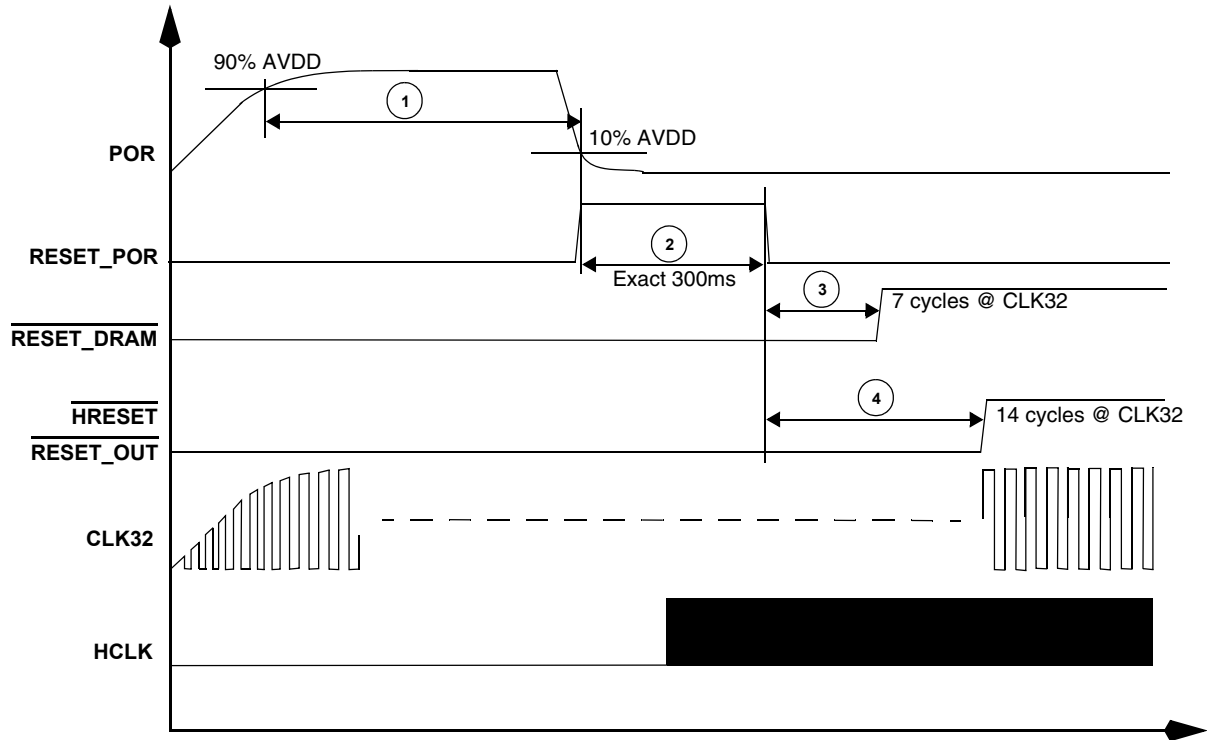 90% AVDD
1
10% AVDD
POR
2
RESET_POR
Exact 300ms
3
7 cycles @ CLK32
RESET_DRAM
4
HRESET
14 cycles @ CLK32
RESET_OUT
CLK32
HCLK